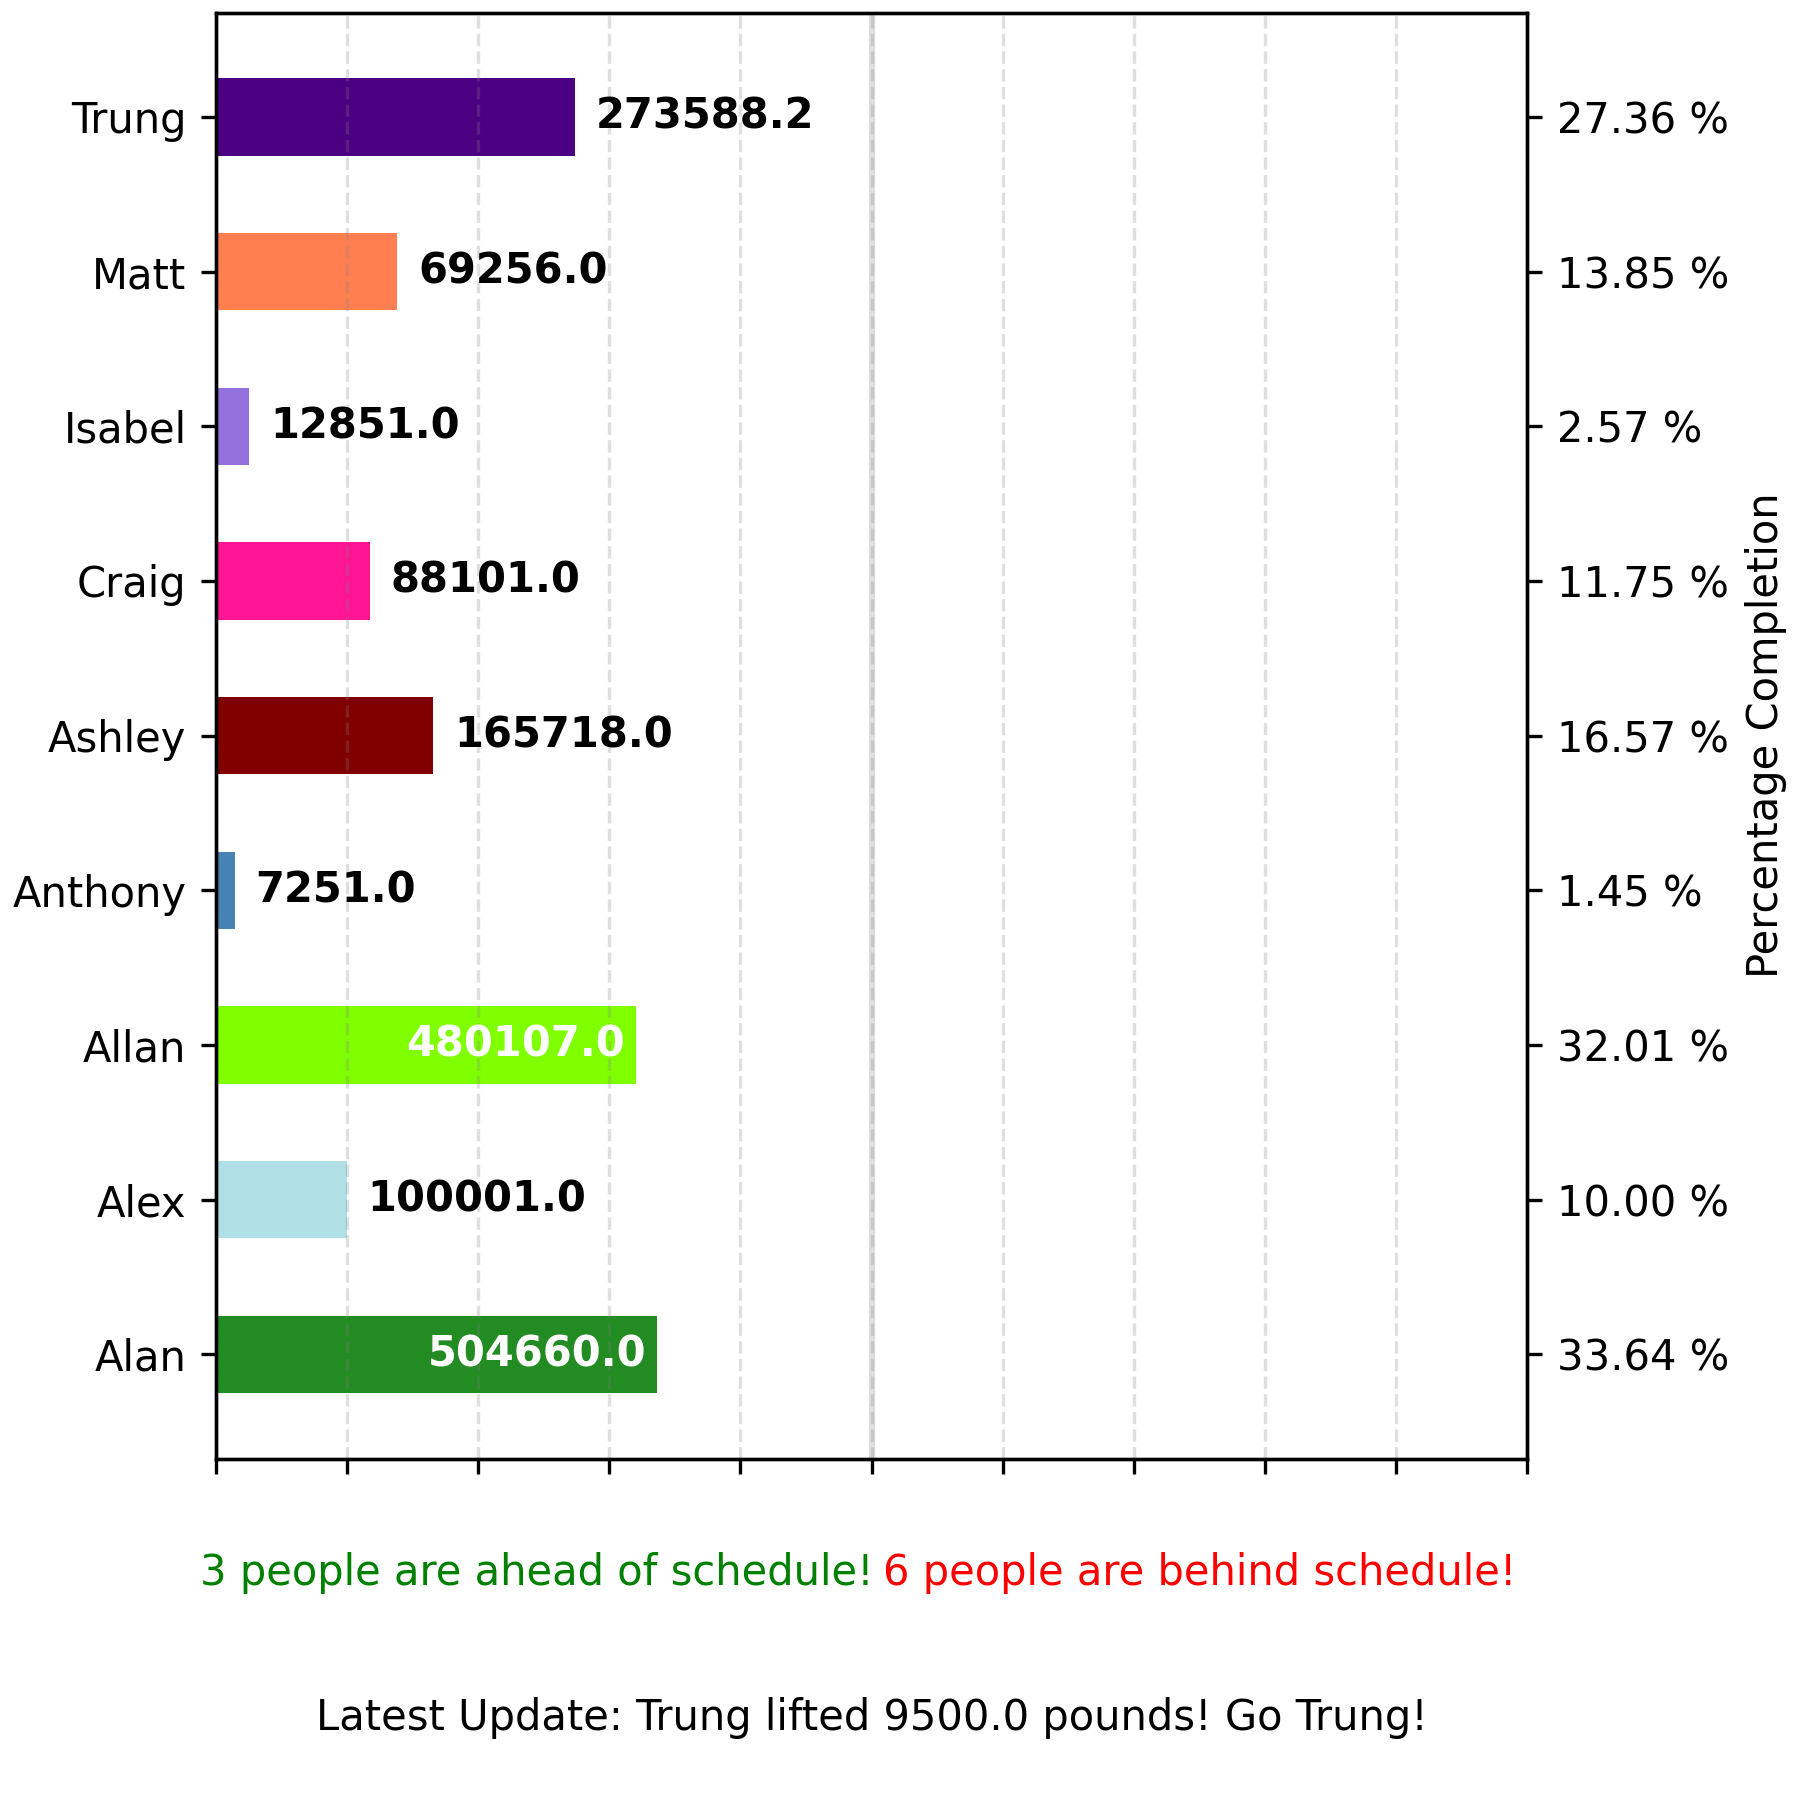 Trung 273588.2 27.36 %
Matt 69256.0 13.85 %
Isabel 12851.0 2.57 %
Craig 88101.0 11.75 %
Ashley 165718.0 16.57 %
Anthony 7251.0 1.45 %
Allan 480107.0 32.01 %
Alex 100001.0 10.00 %
Alan 504660.0 33.64 %
Percentage Completion
3 people are ahead of schedule! 6 people are behind schedule!
Latest Update: Trung lifted 9500.0 pounds! Go Trung!